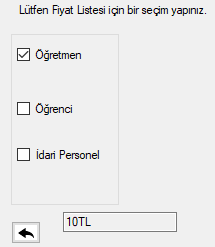 Lütfen Fiyat Listesi için bir seçim yapınız.
Öğretmen
Öğrenci
İdari Personel
10TL